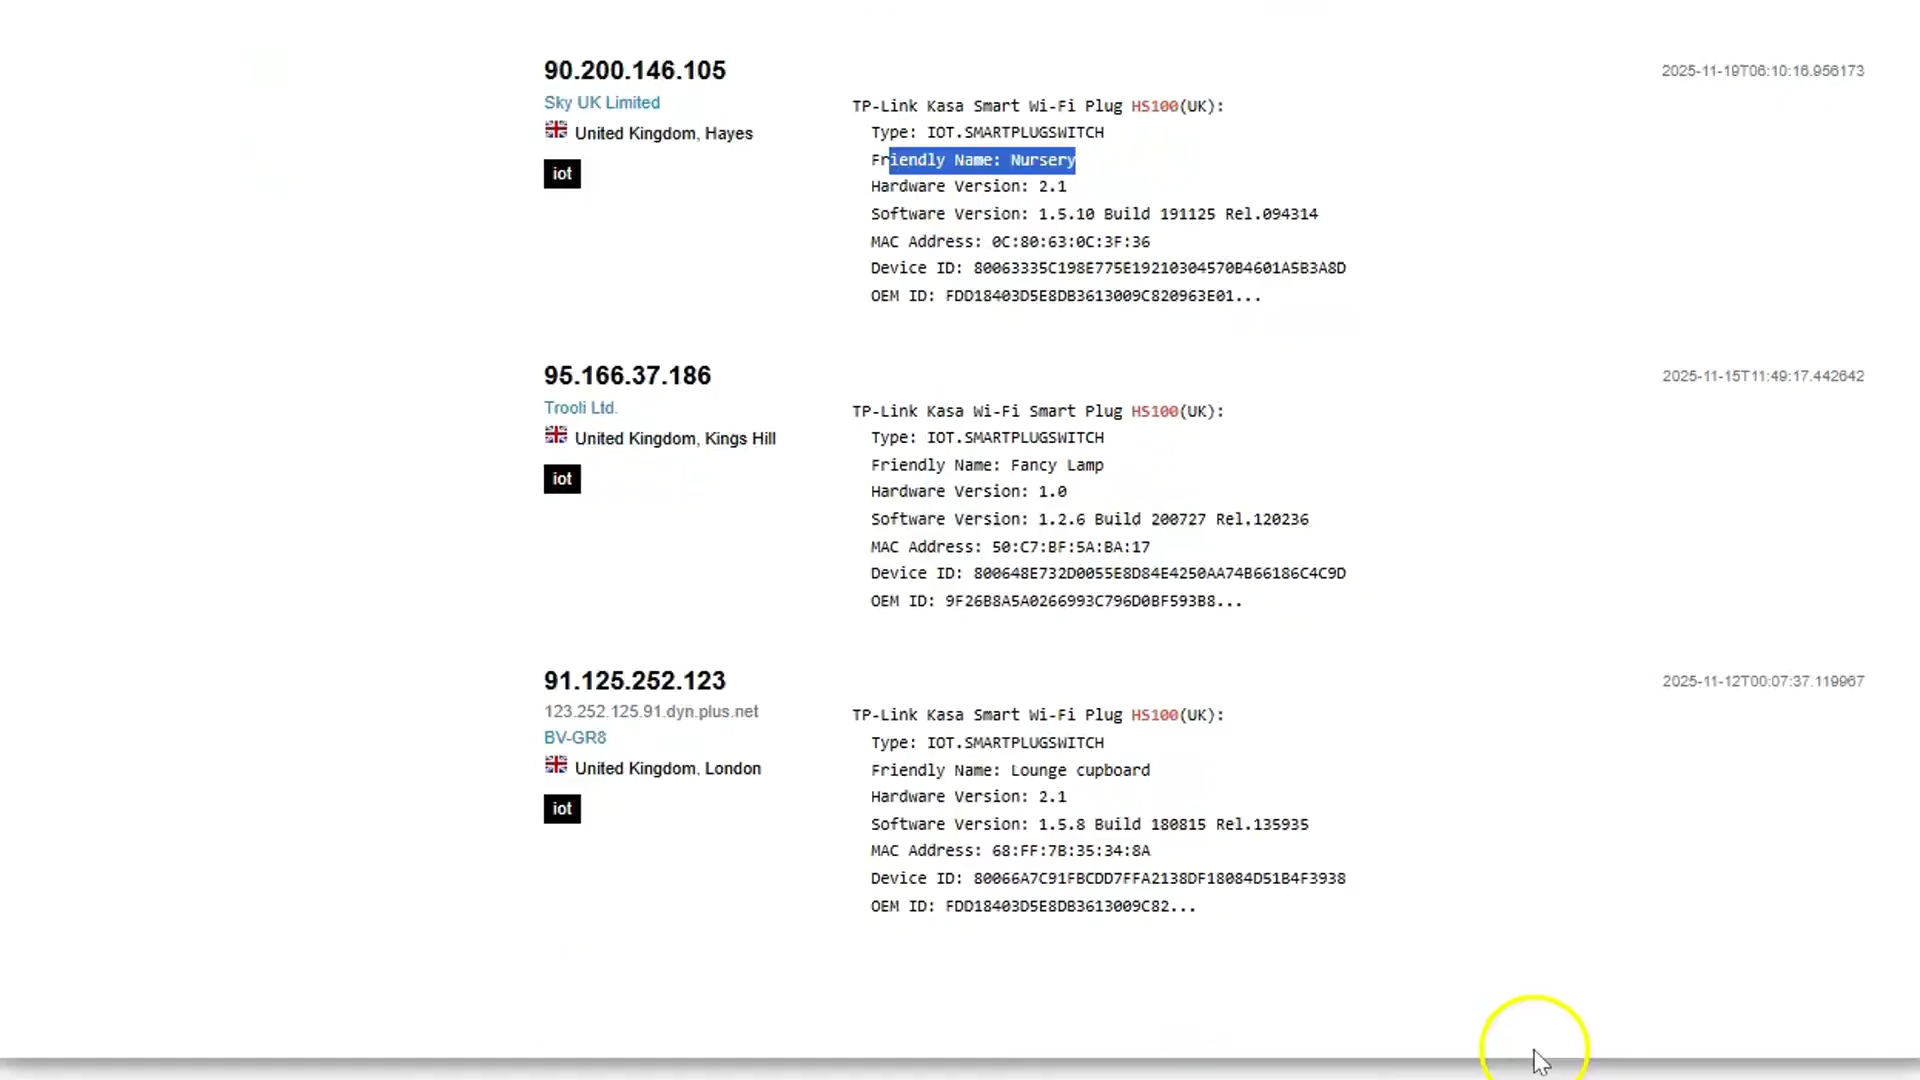 90.200.146.105
2025-11-19T06:10:16.956173
Sky UK Limited
United Kingdom, Hayes
iot
TP-Link Kasa Smart Wi-Fi Plug HS100(UK):
Type: IOT.SMARTPLUGSWITCH
Friendly Name: Nursery
Hardware Version: 2.1
Software Version: 1.5.10 Build 191125 Rel.094314
MAC Address: 0C:80:63:0C:3F:36
Device ID: 80063335C198E775E19210304570B4601A5B3A8D
OEM ID: FDD18403D5E8DB3613009C820963E01...
95.166.37.186
2025-11-15T11:49:17.442642
Trooli Ltd.
United Kingdom, Kings Hill
iot
TP-Link Kasa Wi-Fi Smart Plug HS100(UK):
Type: IOT.SMARTPLUGSWITCH
Friendly Name: Fancy Lamp
Hardware Version: 1.0
Software Version: 1.2.6 Build 200727 Rel.120236
MAC Address: 50:C7:BF:5A:BA:17
Device ID: 800648E732D0055E8D84E4250AA74B66186C4C9D
OEM ID: 9F26B8A5A0266993C796D0BF593B8...
91.125.252.123
2025-11-12T00:07:37.119967
123.252.125.91.dyn.plus.net
BV-GR8
United Kingdom, London
iot
TP-Link Kasa Smart Wi-Fi Plug HS100(UK):
Type: IOT.SMARTPLUGSWITCH
Friendly Name: Lounge cupboard
Hardware Version: 2.1
Software Version: 1.5.8 Build 180815 Rel.135935
MAC Address: 68:FF:7B:35:34:8A
Device ID: 80066A7C91FBCDD7FFA2138DF18084D51B4F3938
OEM ID: FDD18403D5E8DB3613009C82...